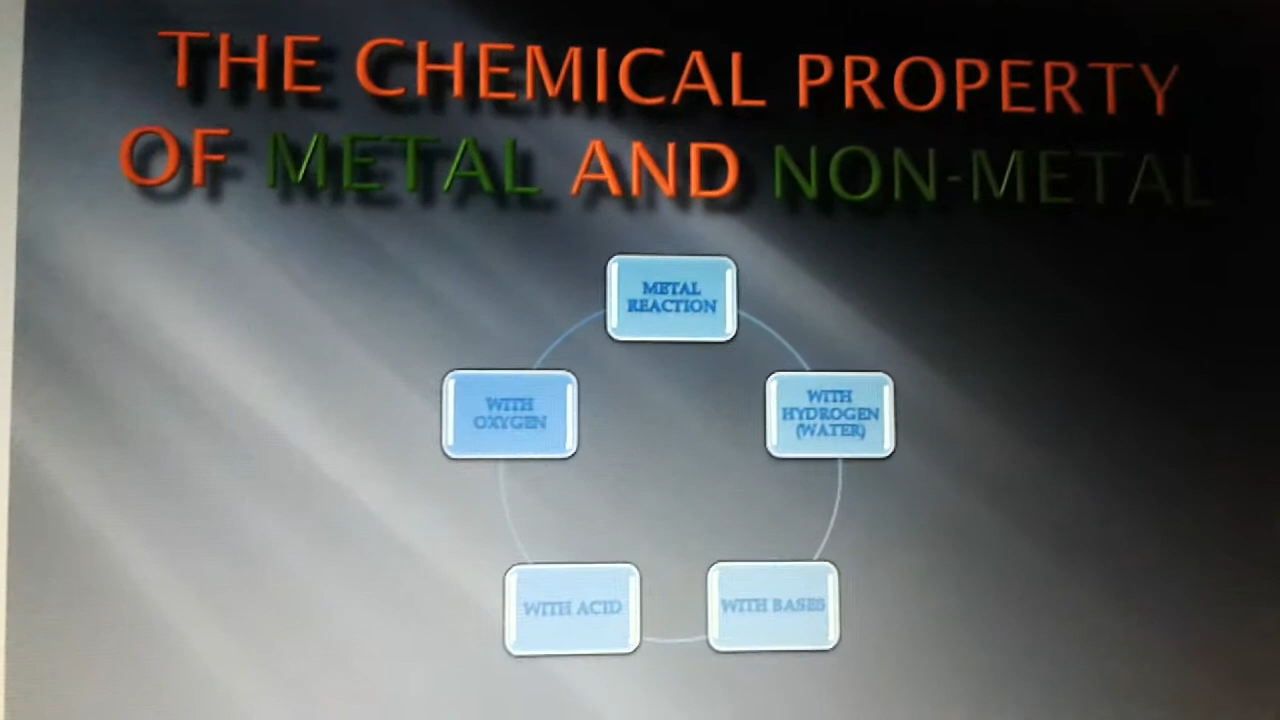 THE CHEMICAL PROPERTY
OF METAL AND NON-METAL
METAL
REACTION
WITH
OXYGEN
WITH
HYDROGEN
(WATER)
WITH ACID
WITH BASES